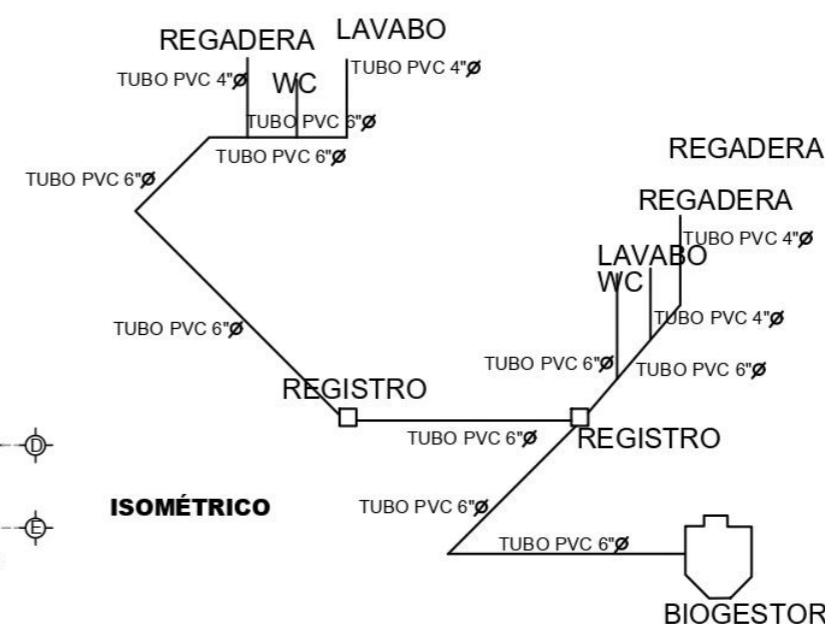 LAVABO
REGADERA
TUBO PVC 4"Ø
WC
TUBO PVC 4"Ø
TUBO PVC 6"Ø
TUBO PVC 6"Ø
TUBO PVC 6"Ø
REGADERA
REGADERA
TUBO PVC 4"Ø
LAVABO
WC
TUBO PVC 4"Ø
TUBO PVC 6"Ø
TUBO PVC 6"Ø
TUBO PVC 6"Ø
REGISTRO
TUBO PVC 6"Ø
REGISTRO
D
ISOMÉTRICO
TUBO PVC 6"Ø
E
TUBO PVC 6"Ø
BIOGESTOR